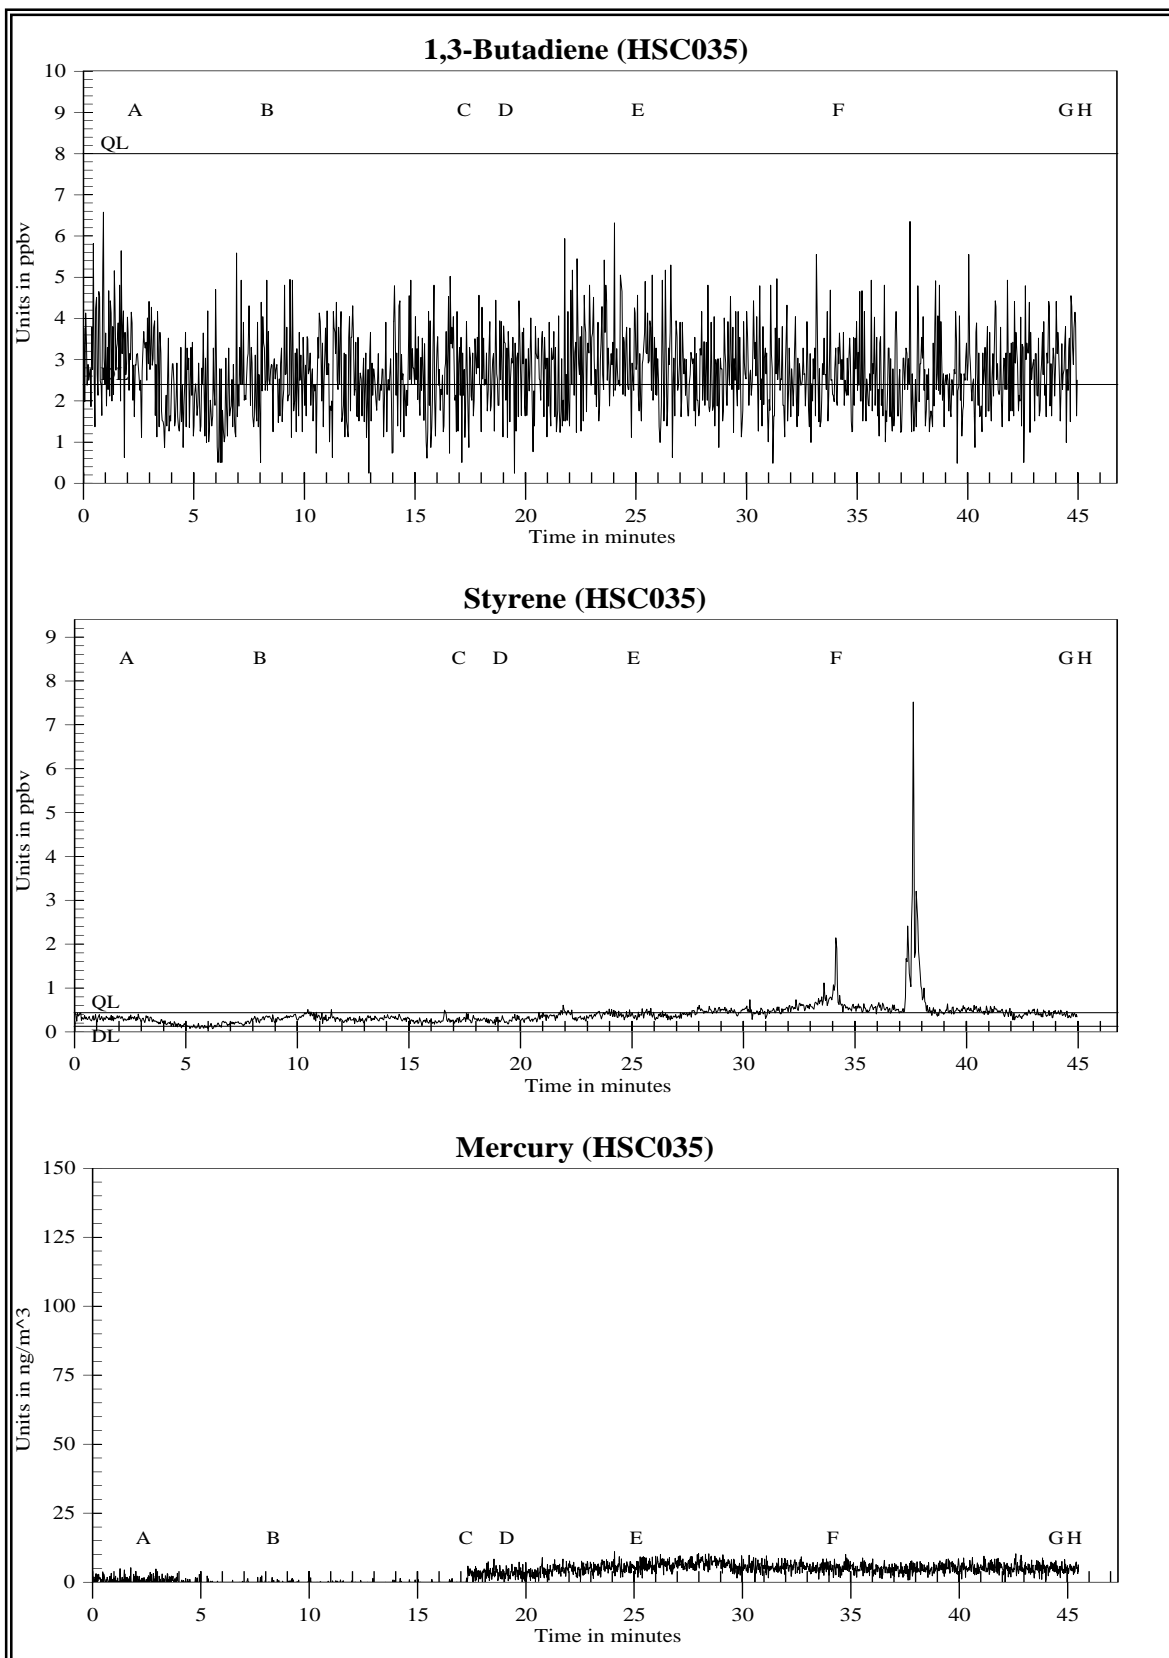 1,3-Butadiene (HSC035)
10
9
8
7
6
5
4
3
2
1
0
Units in ppbv
A B C D E F G H
QL
0 5 10 15 20 25 30 35 40 45
Time in minutes
Styrene (HSC035)
9
8
7
6
5
4
3
2
1
0
Units in ppbv
A B C D E F G H
QL
DL
0 5 10 15 20 25 30 35 40 45
Time in minutes
Mercury (HSC035)
150
125
100
75
50
25
0
Units in ng/m^3
A B C D E F G H
0 5 10 15 20 25 30 35 40 45
Time in minutes